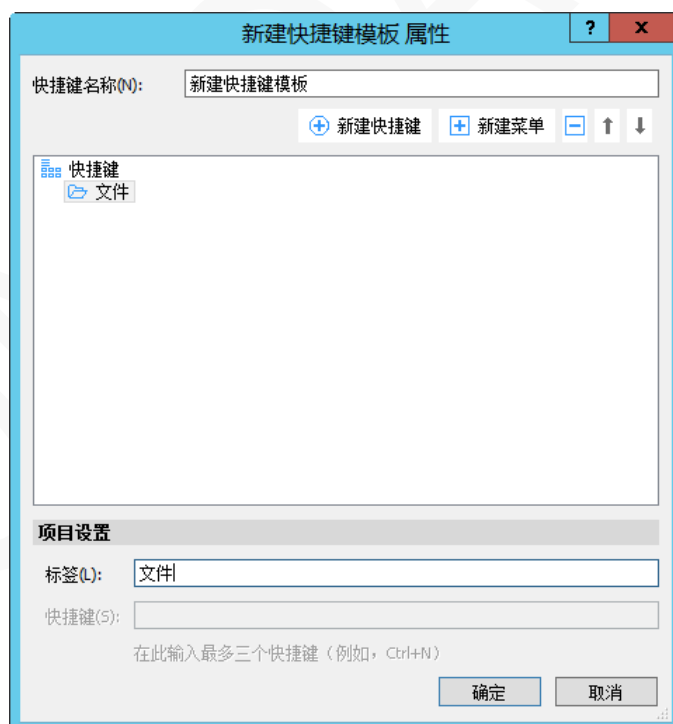 新建快捷键模板 属性
? x
快捷键名称(N): 新建快捷键模板
新建快捷键 新建菜单
快捷键
文件
项目设置
标签(L): 文件
快捷键(S):
在此输入最多三个快捷键（例如，Ctrl+N）
确定 取消